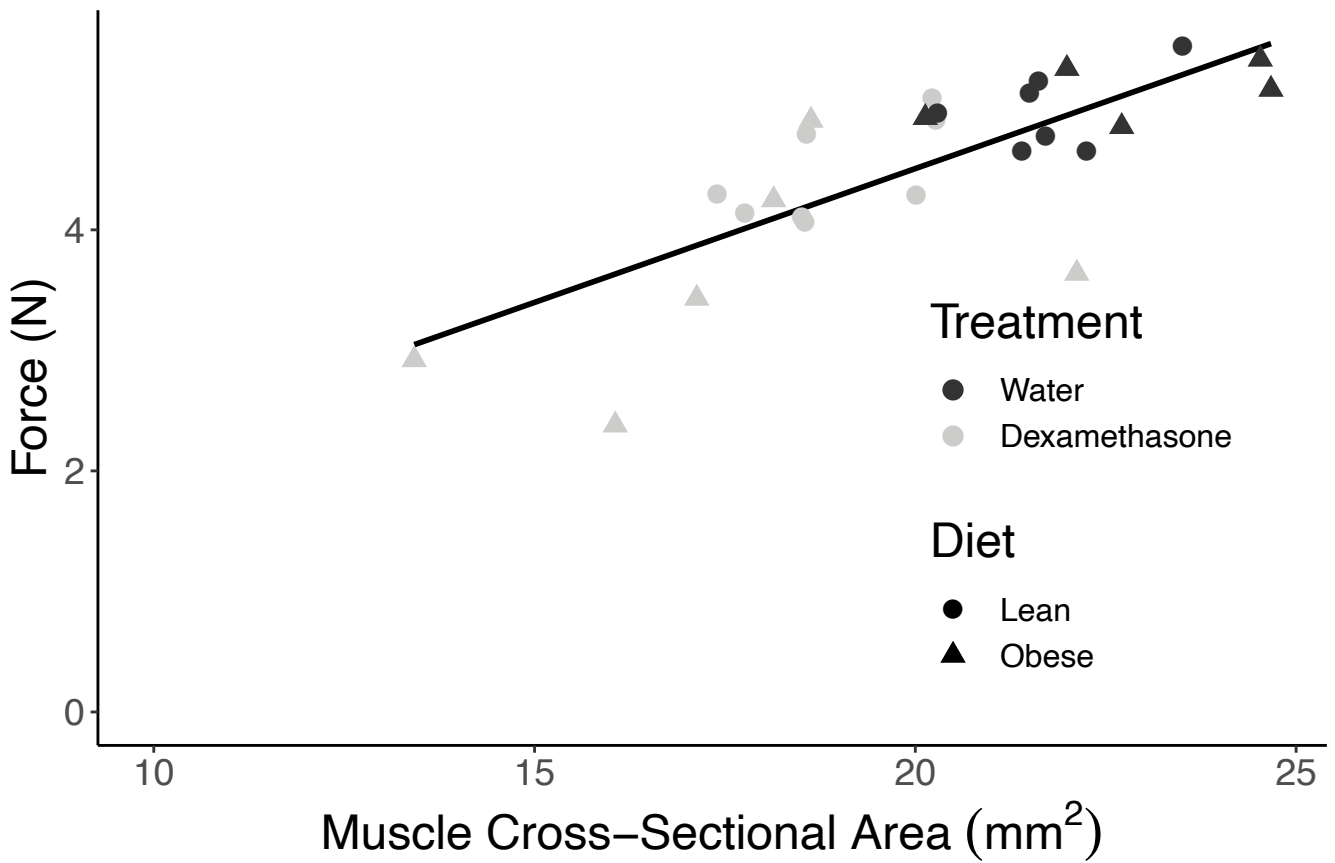 Force (N)
4
2
0
Treatment
Water
Dexamethasone
Diet
Lean
Obese
10 15 20 25
Muscle Cross−Sectional Area (mm²)